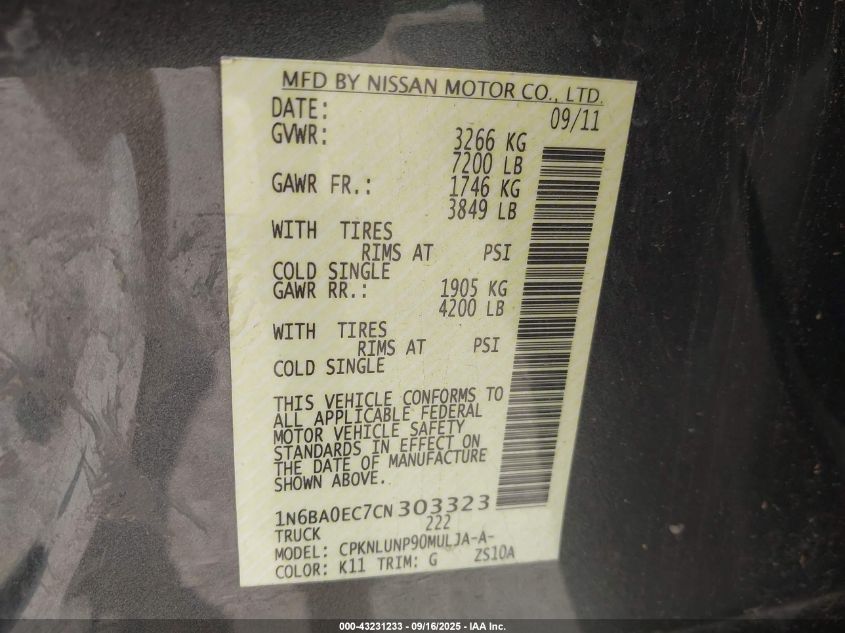 MFD BY NISSAN MOTOR CO., LTD.
DATE: 09/11
GVWR: 3266 KG
7200 LB
GAWR FR.: 1746 KG
3849 LB
WITH TIRES
RIMS AT PSI
COLD SINGLE
GAWR RR.: 1905 KG
4200 LB
WITH TIRES
RIMS AT PSI
COLD SINGLE
THIS VEHICLE CONFORMS TO
ALL APPLICABLE FEDERAL
MOTOR VEHICLE SAFETY
STANDARDS IN EFFECT ON
THE DATE OF MANUFACTURE
SHOWN ABOVE.
1N6BA0EC7CN 303323
TRUCK 222
MODEL: CPKNLUNP90MULJA-A-
COLOR: K11 TRIM: G ZS10A
000-43231233 - 09/16/2025 - IAA Inc.